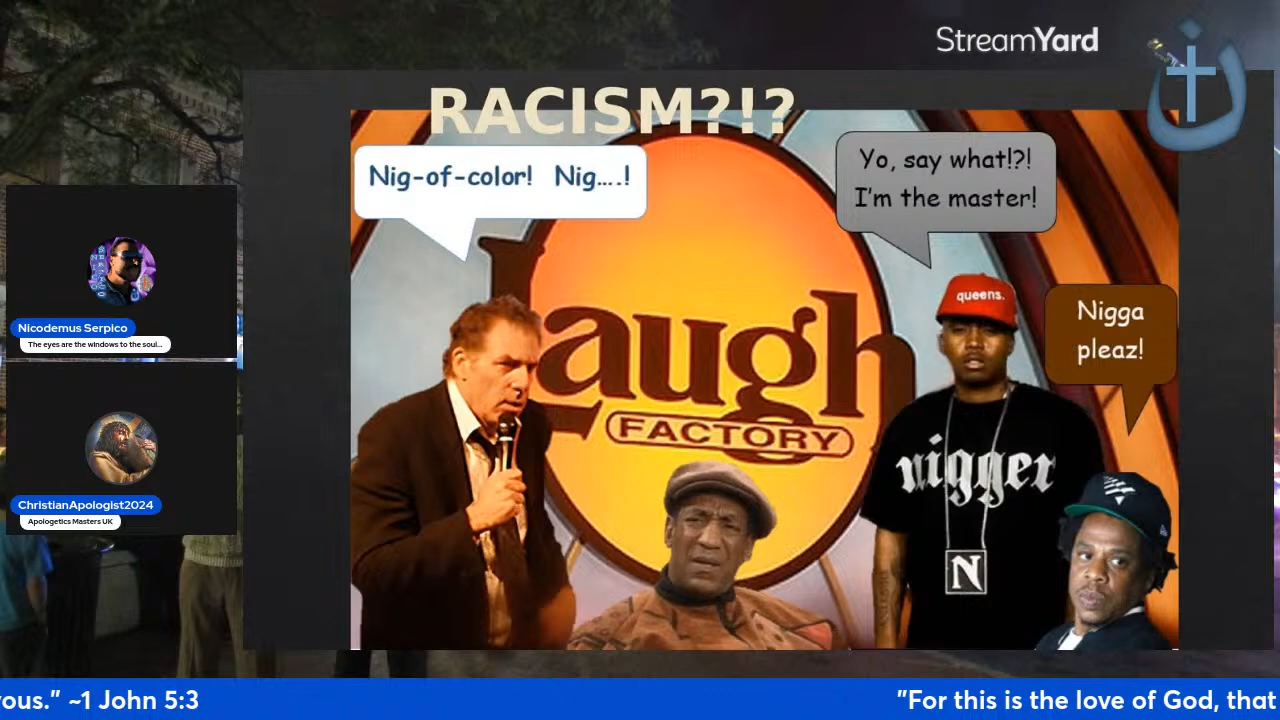 StreamYard
RACISM?!?
Nig-of-color! Nig....!
Yo, say what!?!
I'm the master!
queens.
Nigga
pleaz!
Laugh
FACTORY
nigger
N
Nicodemus Serpico
The eyes are the windows to the soul...
ChristianApologist2024
Apologetics Masters UK
ن
vous." ~1 John 5:3
"For this is the love of God, that